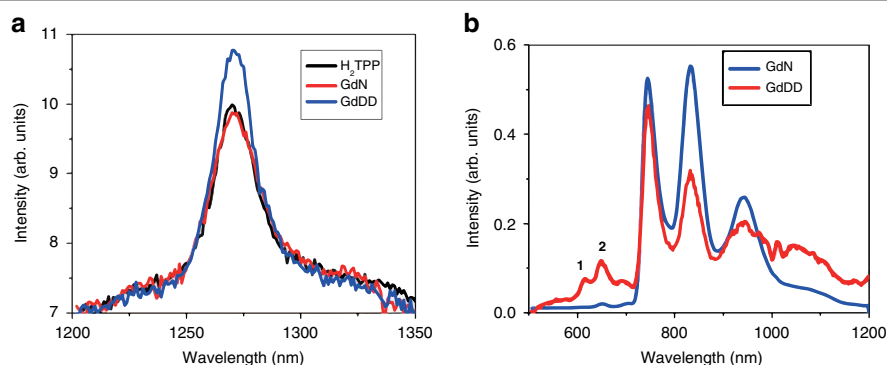 a
11
10
9
8
7
Intensity (arb. units)
H₂TPP
GdN
GdDD
1200
1250
1300
1350
Wavelength (nm)
b
0.6
0.4
0.2
0.0
Intensity (arb. units)
GdN
GdDD
1
2
600
800
1000
1200
Wavelength (nm)